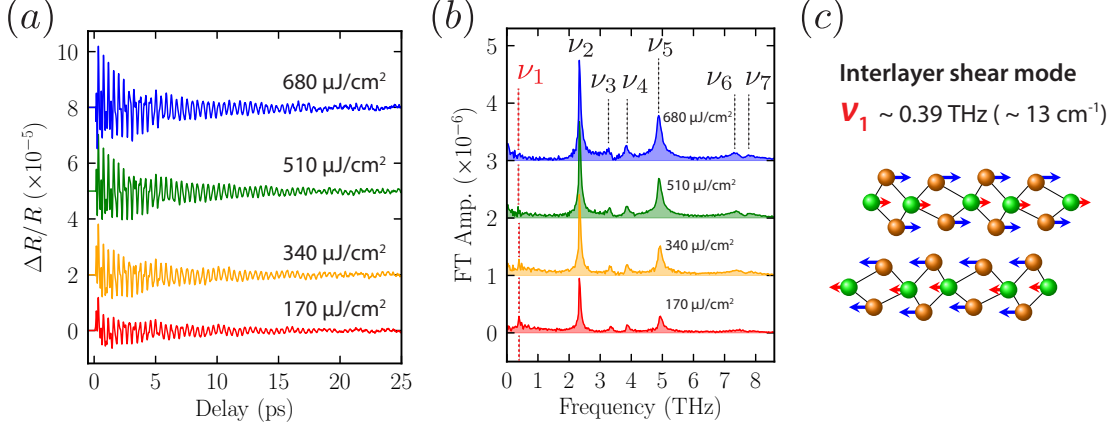 (a)
10
8
6
4
2
0
ΔR/R (×10⁻⁵)
680 µJ/cm²
510 µJ/cm²
340 µJ/cm²
170 µJ/cm²
0 5 10 15 20 25
Delay (ps)
(b)
5
4
3
2
1
0
FT Amp. (×10⁻⁶)
ν₁ ν₂ ν₃ ν₄ ν₅ ν₆ ν₇
680 µJ/cm²
510 µJ/cm²
340 µJ/cm²
170 µJ/cm²
0 1 2 3 4 5 6 7 8
Frequency (THz)
(c)
Interlayer shear mode
ν₁ ~ 0.39 THz ( ~ 13 cm⁻¹)